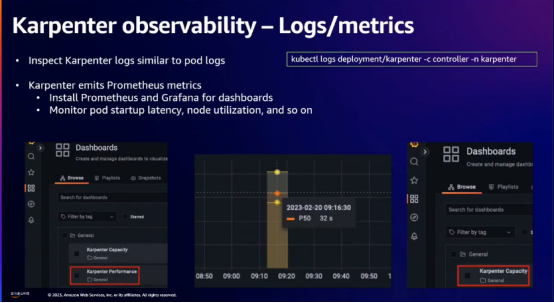 Karpenter observability – Logs/metrics
• Inspect Karpenter logs similar to pod logs
kubectl logs deployment/karpenter -c controller -n karpenter
• Karpenter emits Prometheus metrics
• Install Prometheus and Grafana for dashboards
• Monitor pod startup latency, node utilization, and so on
Dashboards
Create and manage dashboards to visualize
Browse Playlists Snapshots
Search for dashboards
Filter by tag Starred
General
Karpenter Capacity
General
Karpenter Performance
General
2023-02-20 09:16:30
P50 32 s
08:50 09:00 09:10 09:20 09:30 09:40 09:50
Dashboards
Create and manage dashb
Browse Playlists
Search for dashboards
Filter by tag
General
Karpenter Capacity
General
© 2023, Amazon Web Services, Inc. or its affiliates. All rights reserved.